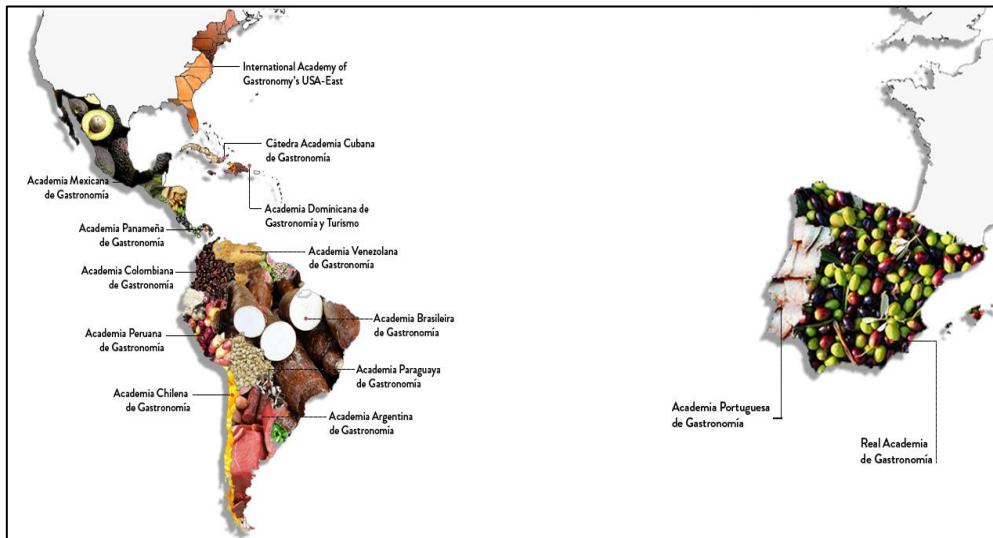 International Academy of
Gastronomy's USA-East
Cátedra Academia Cubana
de Gastronomía
Academia Mexicana
de Gastronomía
Academia Dominicana de
Gastronomía y Turismo
Academia Panameña
de Gastronomía
Academia Venezolana
de Gastronomía
Academia Colombiana
de Gastronomía
Academia Brasileira
de Gastronomía
Academia Peruana
de Gastronomía
Academia Paraguaya
de Gastronomía
Academia Chilena
de Gastronomía
Academia Argentina
de Gastronomía
Academia Portuguesa
de Gastronomía
Real Academia
de Gastronomía